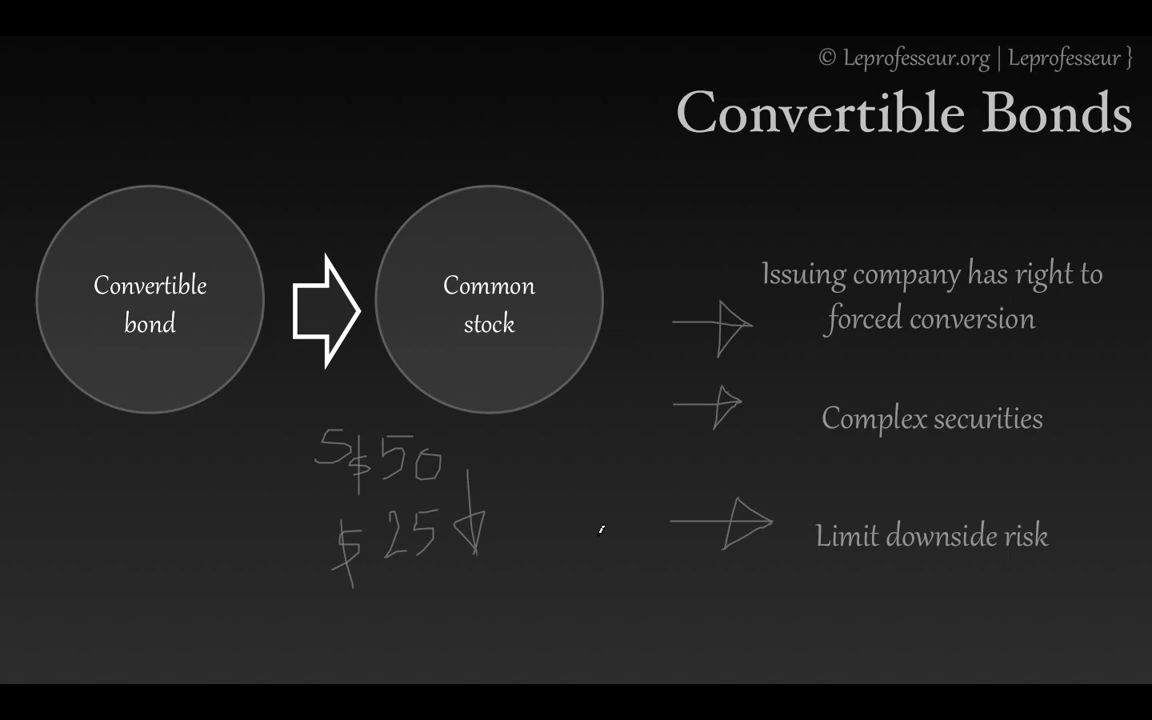 © Leprofesseur.org | Leprofesseur }
Convertible Bonds
Convertible
bond
Common
stock
Issuing company has right to
forced conversion
Complex securities
Limit downside risk
5$50
$25